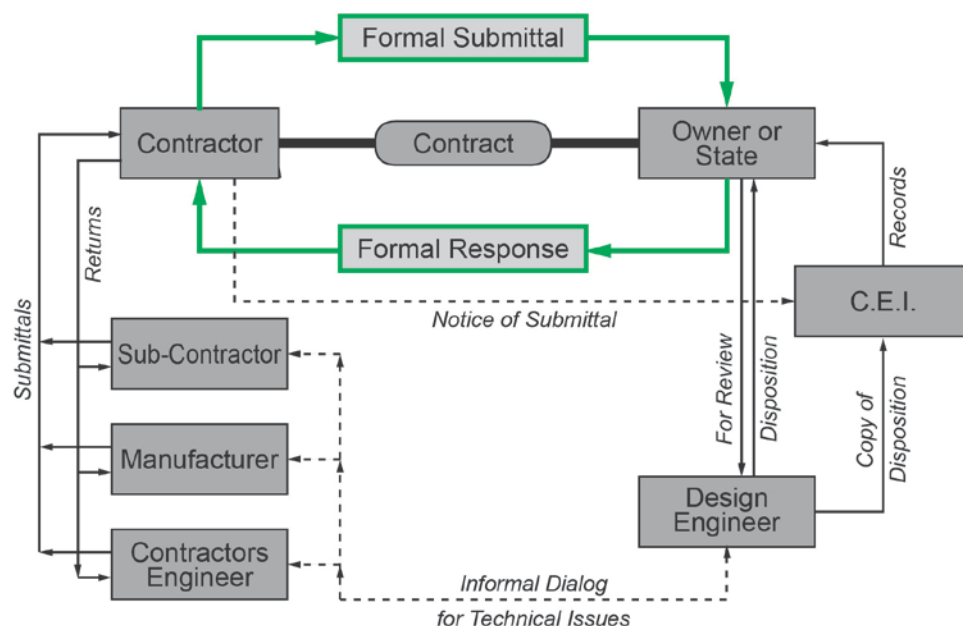 Formal Submittal
Contractor
Contract
Owner or
State
Returns
Records
Formal Response
C.E.I.
Notice of Submittal
Submittals
Sub-Contractor
For Review
Disposition
Copy of
Disposition
Manufacturer
Design
Engineer
Contractors
Engineer
Informal Dialog
for Technical Issues